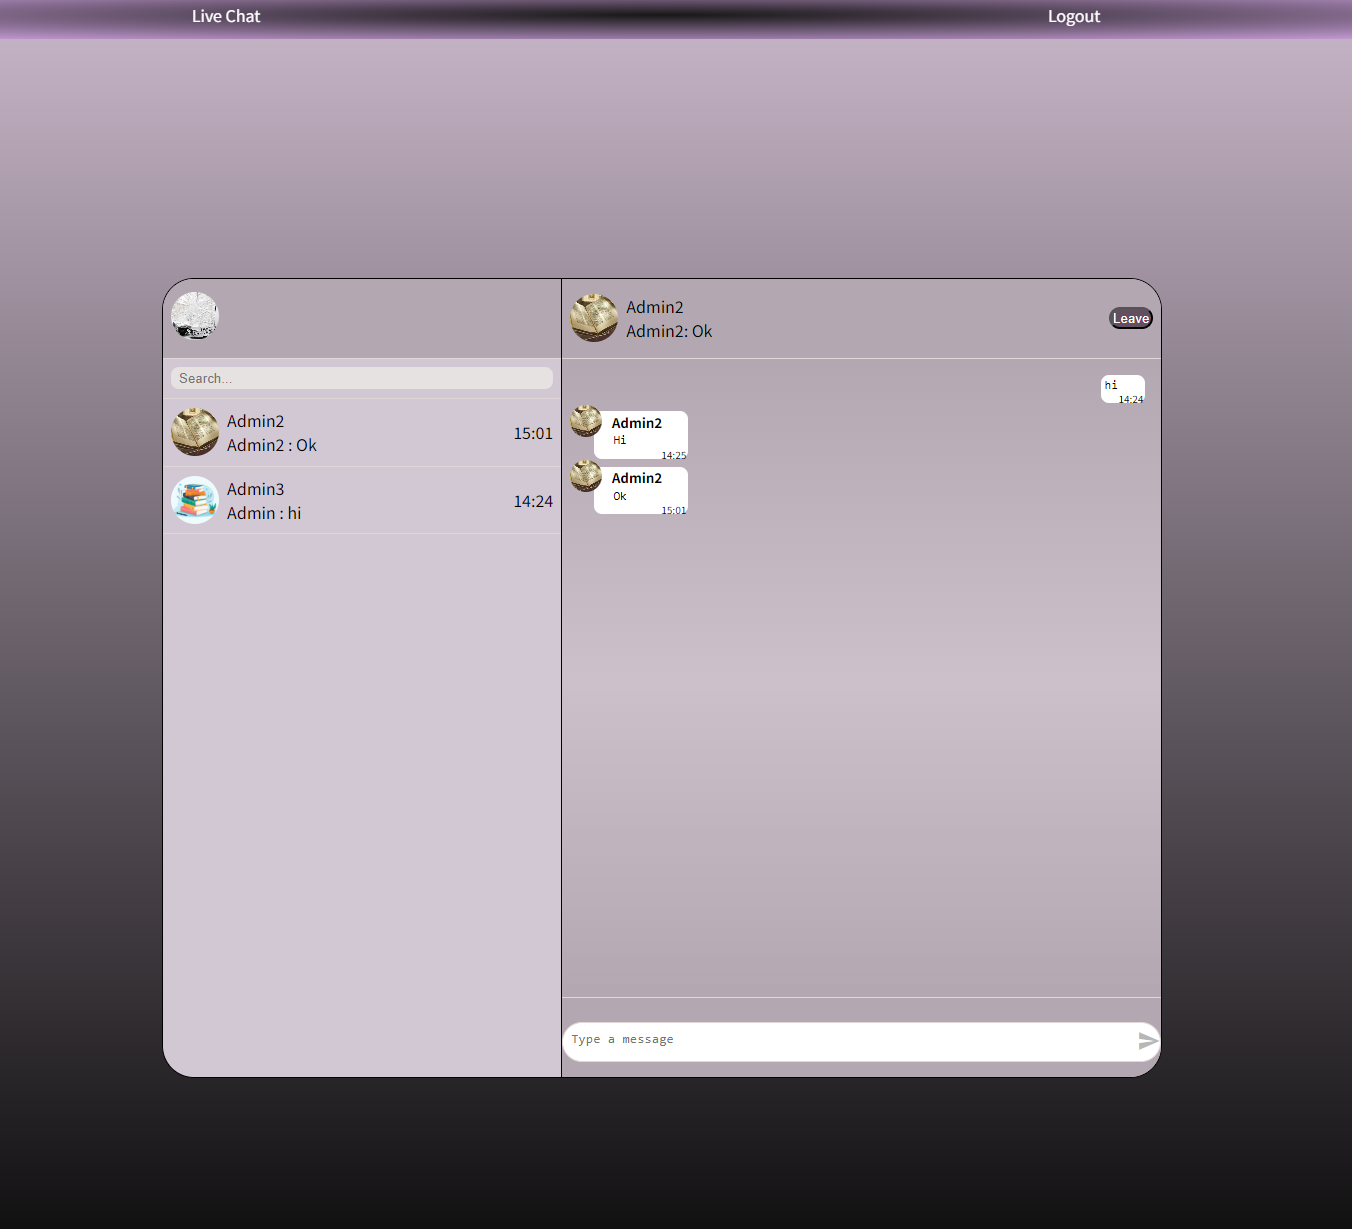 Live Chat
Logout
Search...
Admin2
Admin2 : Ok
15:01
Admin3
Admin : hi
14:24
Admin2
Admin2: Ok
Leave
hi
14:24
Admin2
Hi
14:25
Admin2
Ok
15:01
Type a message